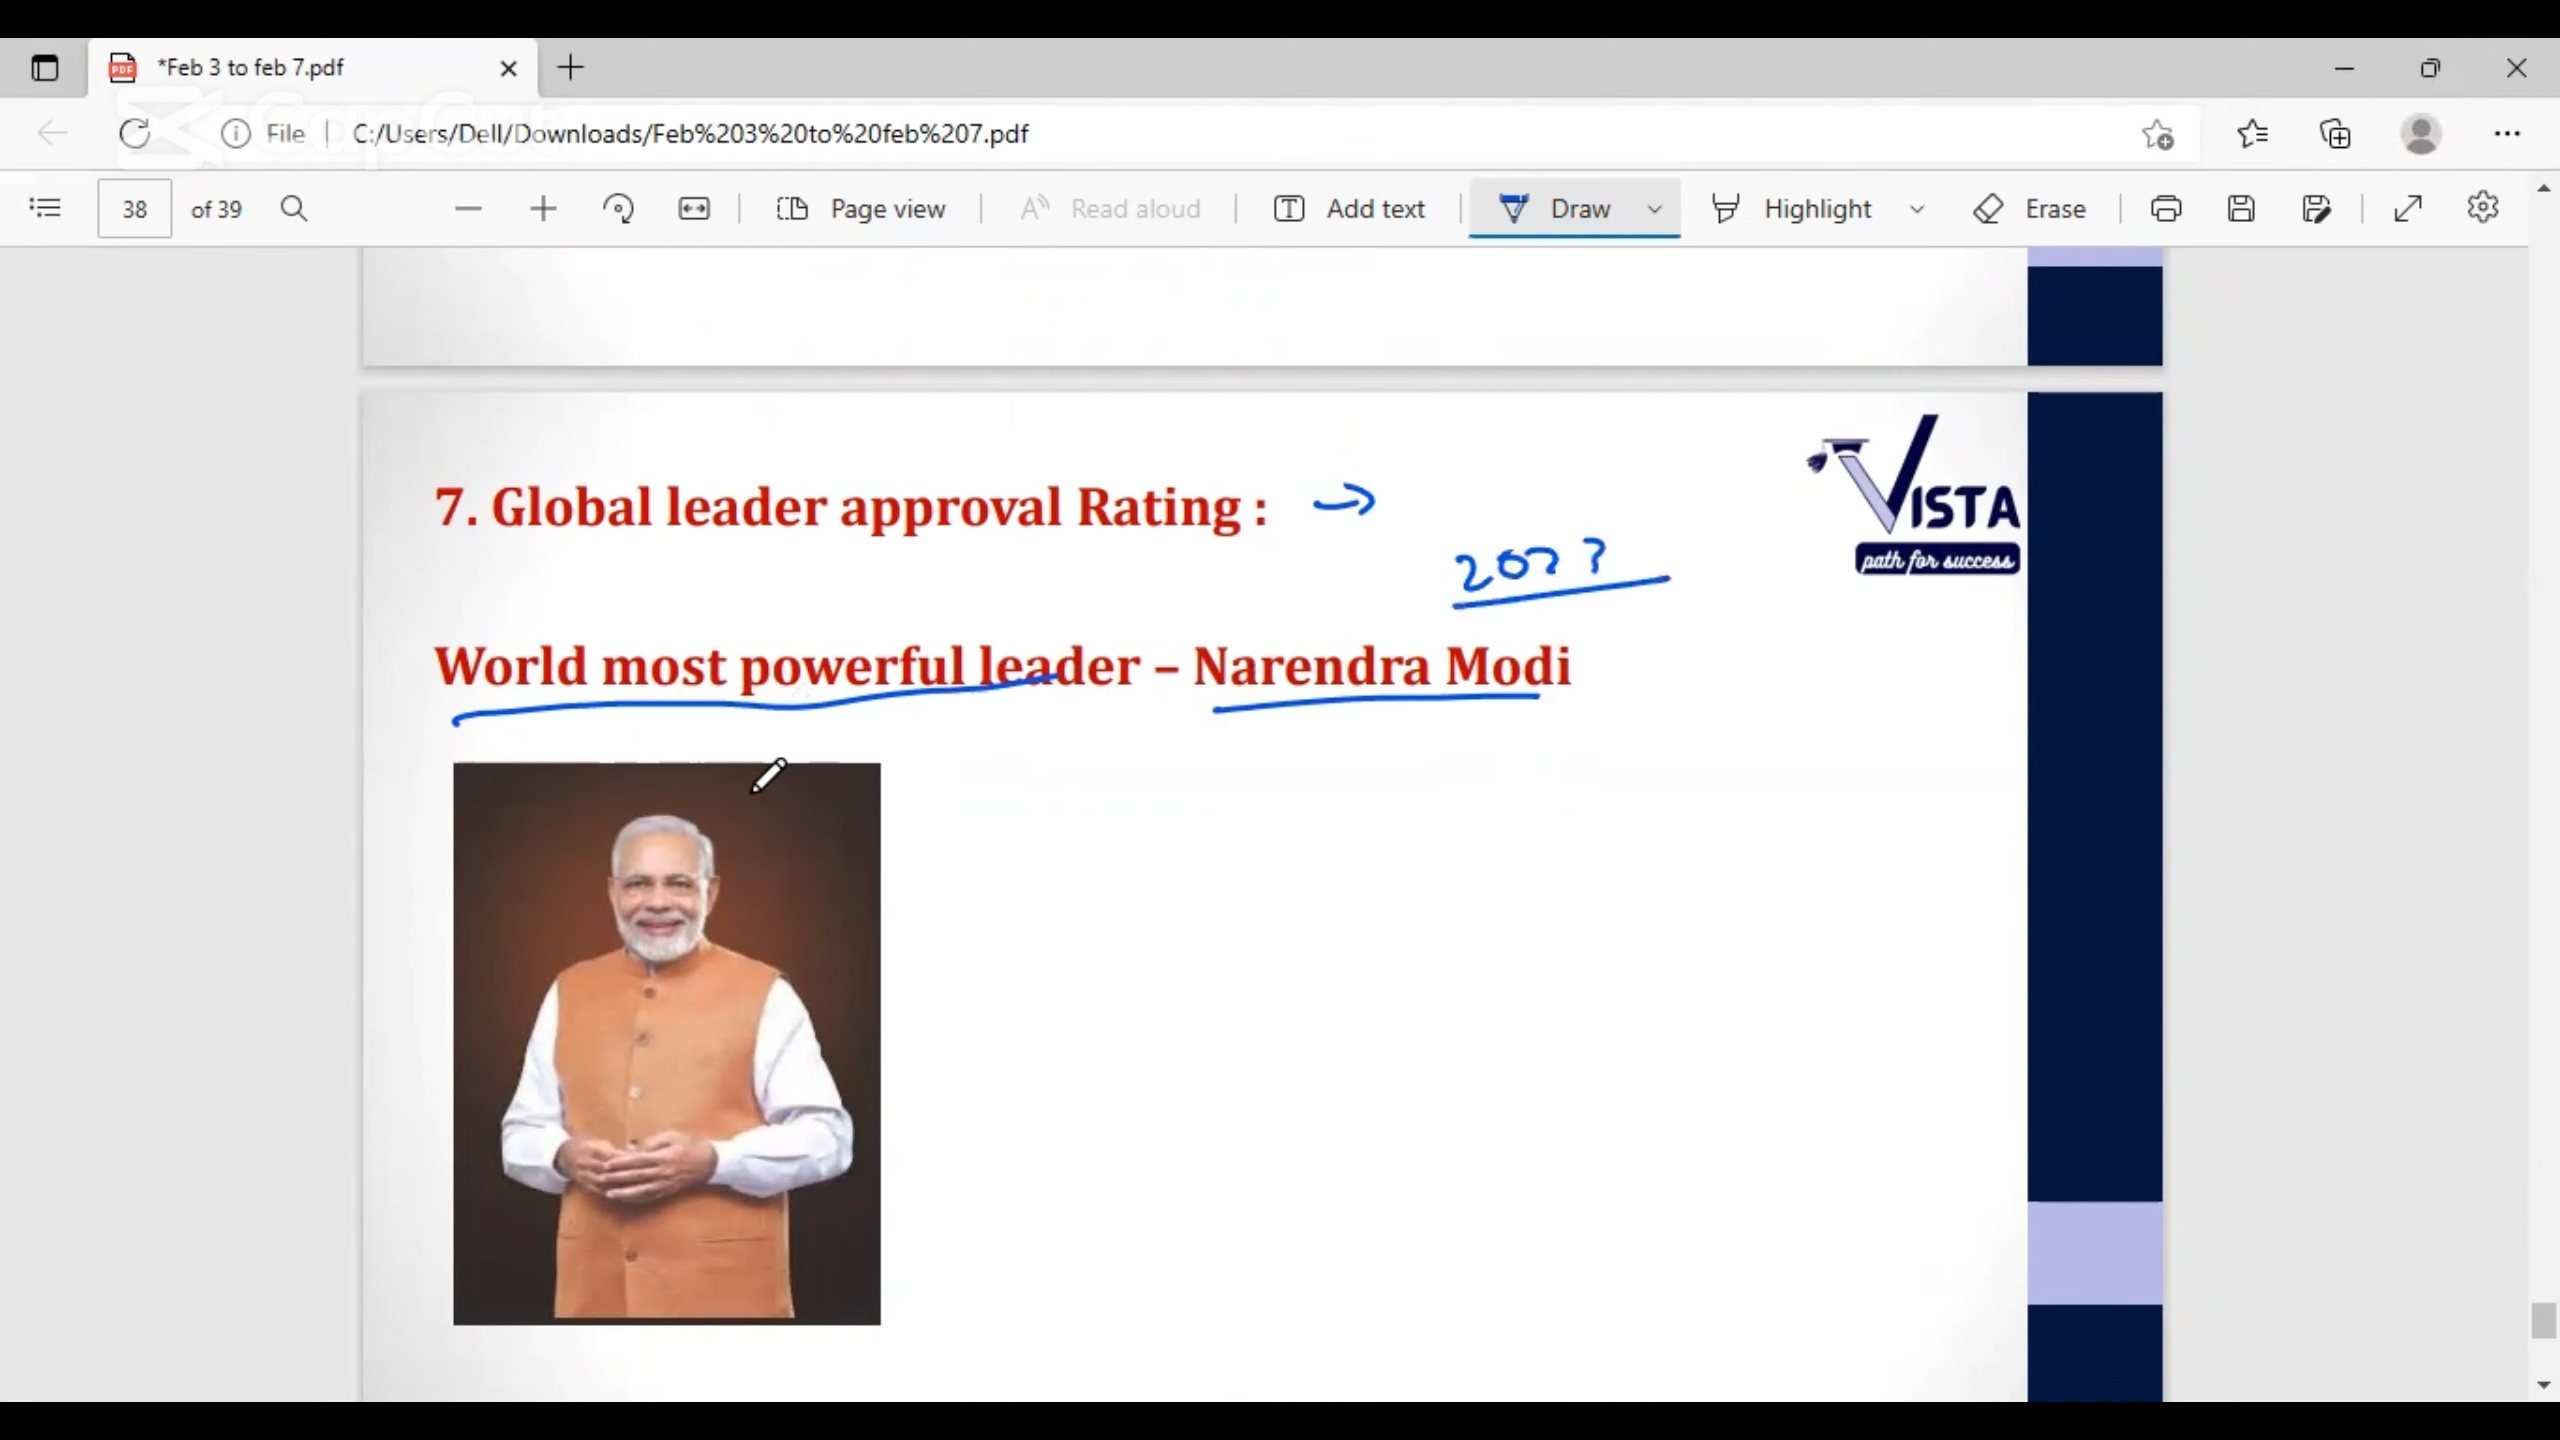 *Feb 3 to feb 7.pdf
CapCut
File | C:/Users/Dell/Downloads/Feb%203%20to%20feb%207.pdf
38 of 39 Page view Read aloud Add text Draw Highlight Erase
VISTA
path for success
7. Global leader approval Rating :
World most powerful leader – Narendra Modi